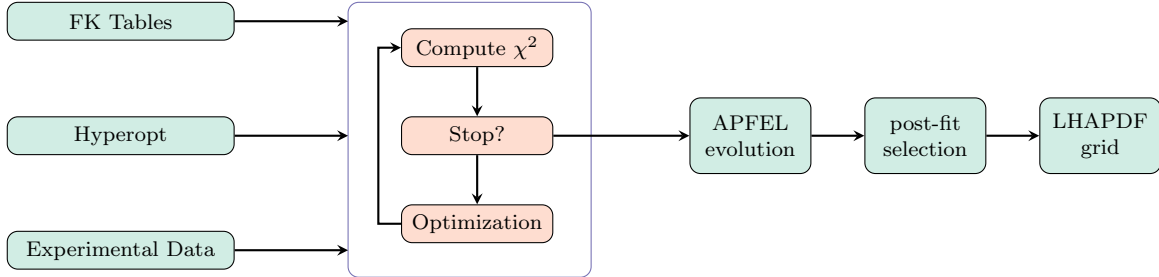 FK Tables
Hyperopt
Experimental Data
Compute χ²
Stop?
Optimization
APFEL
evolution
post-fit
selection
LHAPDF
grid